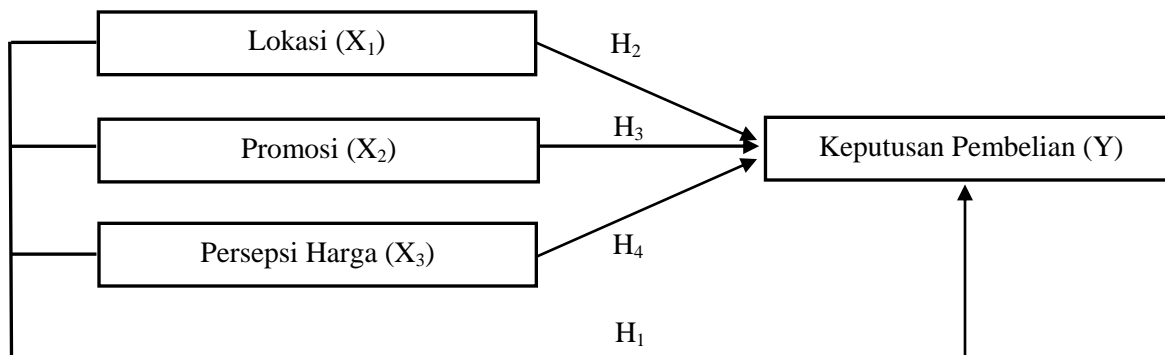 Lokasi (X₁)
H₂
Promosi (X₂)
H₃
Keputusan Pembelian (Y)
Persepsi Harga (X₃)
H₄
H₁